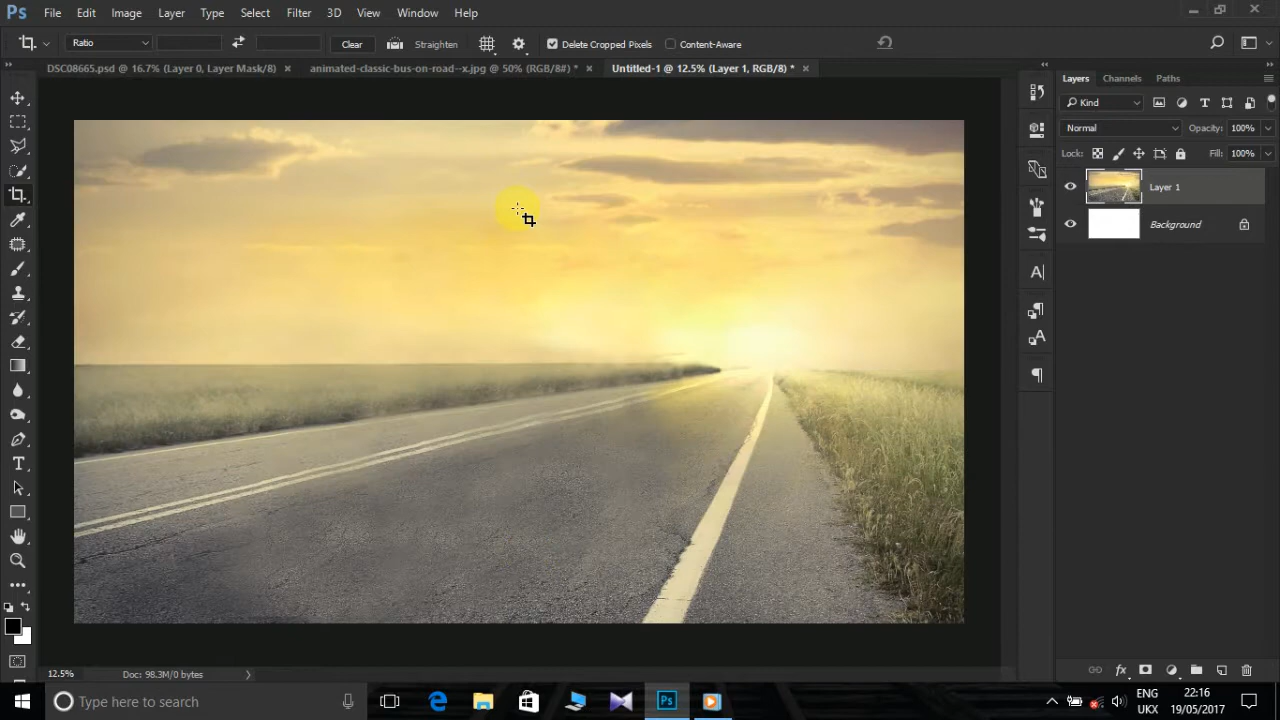 Ps File Edit Image Layer Type Select Filter 3D View Window Help
Ratio Clear Straighten Delete Cropped Pixels Content-Aware
DSC08665.psd @ 16.7% (Layer 0, Layer Mask/8) × animated-classic-bus-on-road--x.jpg @ 50% (RGB/8#) * × Untitled-1 @ 12.5% (Layer 1, RGB/8) * ×
Layers Channels Paths
Kind
Normal Opacity: 100%
Lock: Fill: 100%
Layer 1
Background
12.5% Doc: 98.3M/0 bytes
Type here to search
Ps
ENG
UKX
22:16
19/05/2017